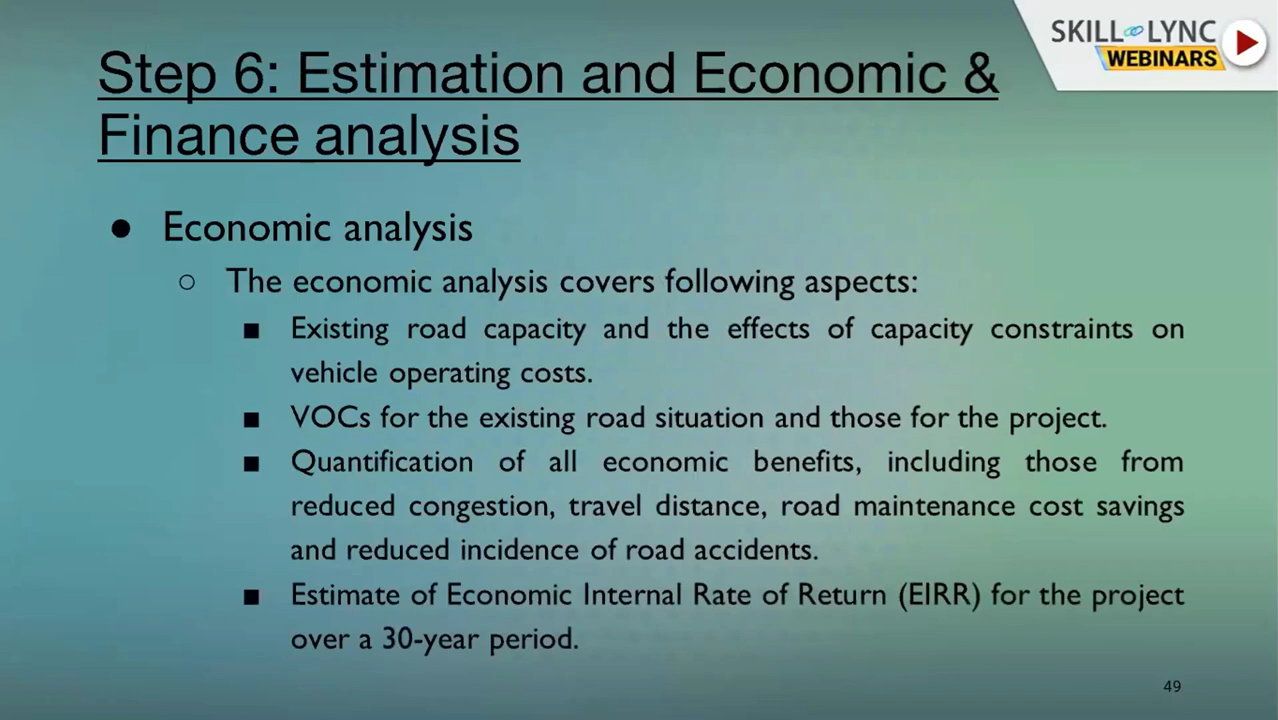 SKILL LYNC
WEBINARS
Step 6: Estimation and Economic &
Finance analysis
● Economic analysis
○ The economic analysis covers following aspects:
■ Existing road capacity and the effects of capacity constraints on
vehicle operating costs.
■ VOCs for the existing road situation and those for the project.
■ Quantification of all economic benefits, including those from
reduced congestion, travel distance, road maintenance cost savings
and reduced incidence of road accidents.
■ Estimate of Economic Internal Rate of Return (EIRR) for the project
over a 30-year period.
49